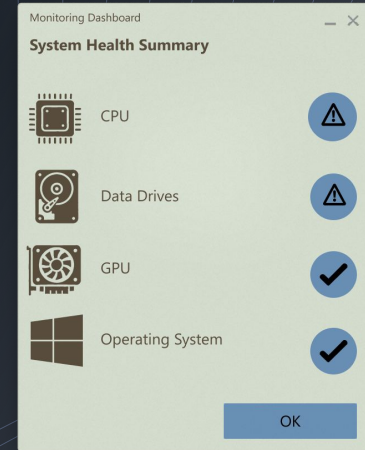 Monitoring Dashboard
System Health Summary
CPU
Data Drives
GPU
Operating System
OK